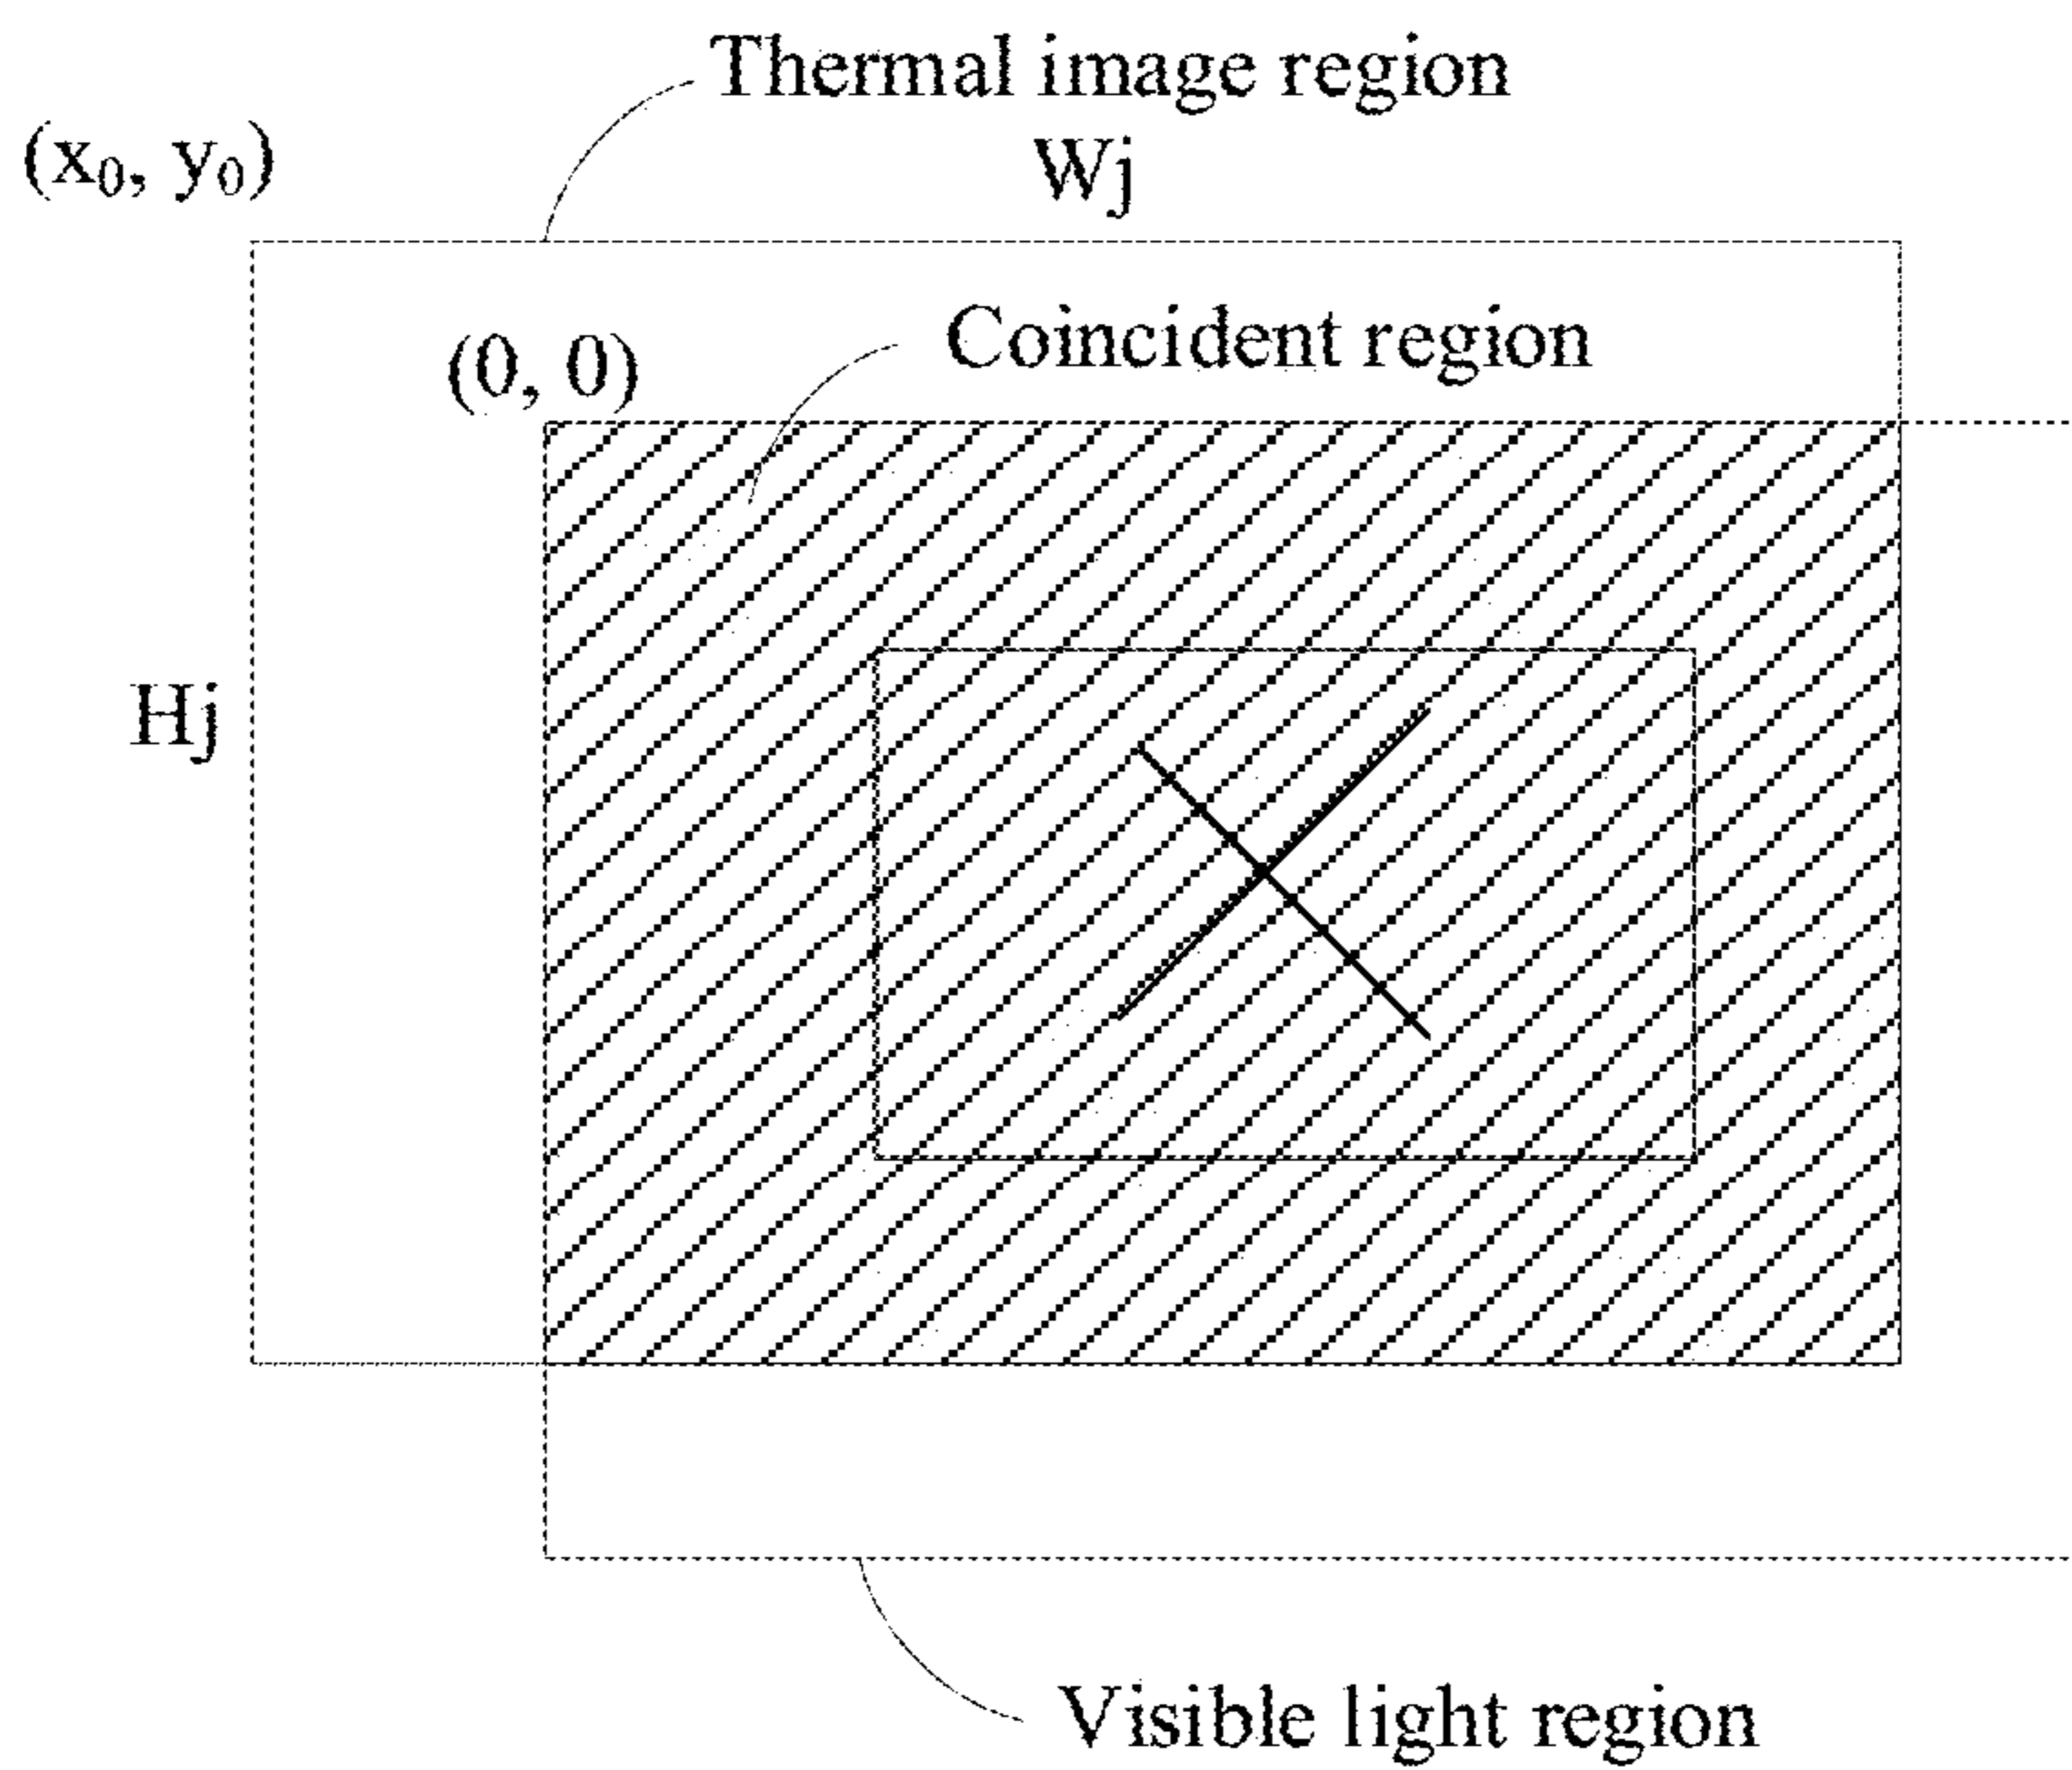 Thermal image region
(x₀, y₀)
Wj
Coincident region
(0, 0)
Hj
Visible light region